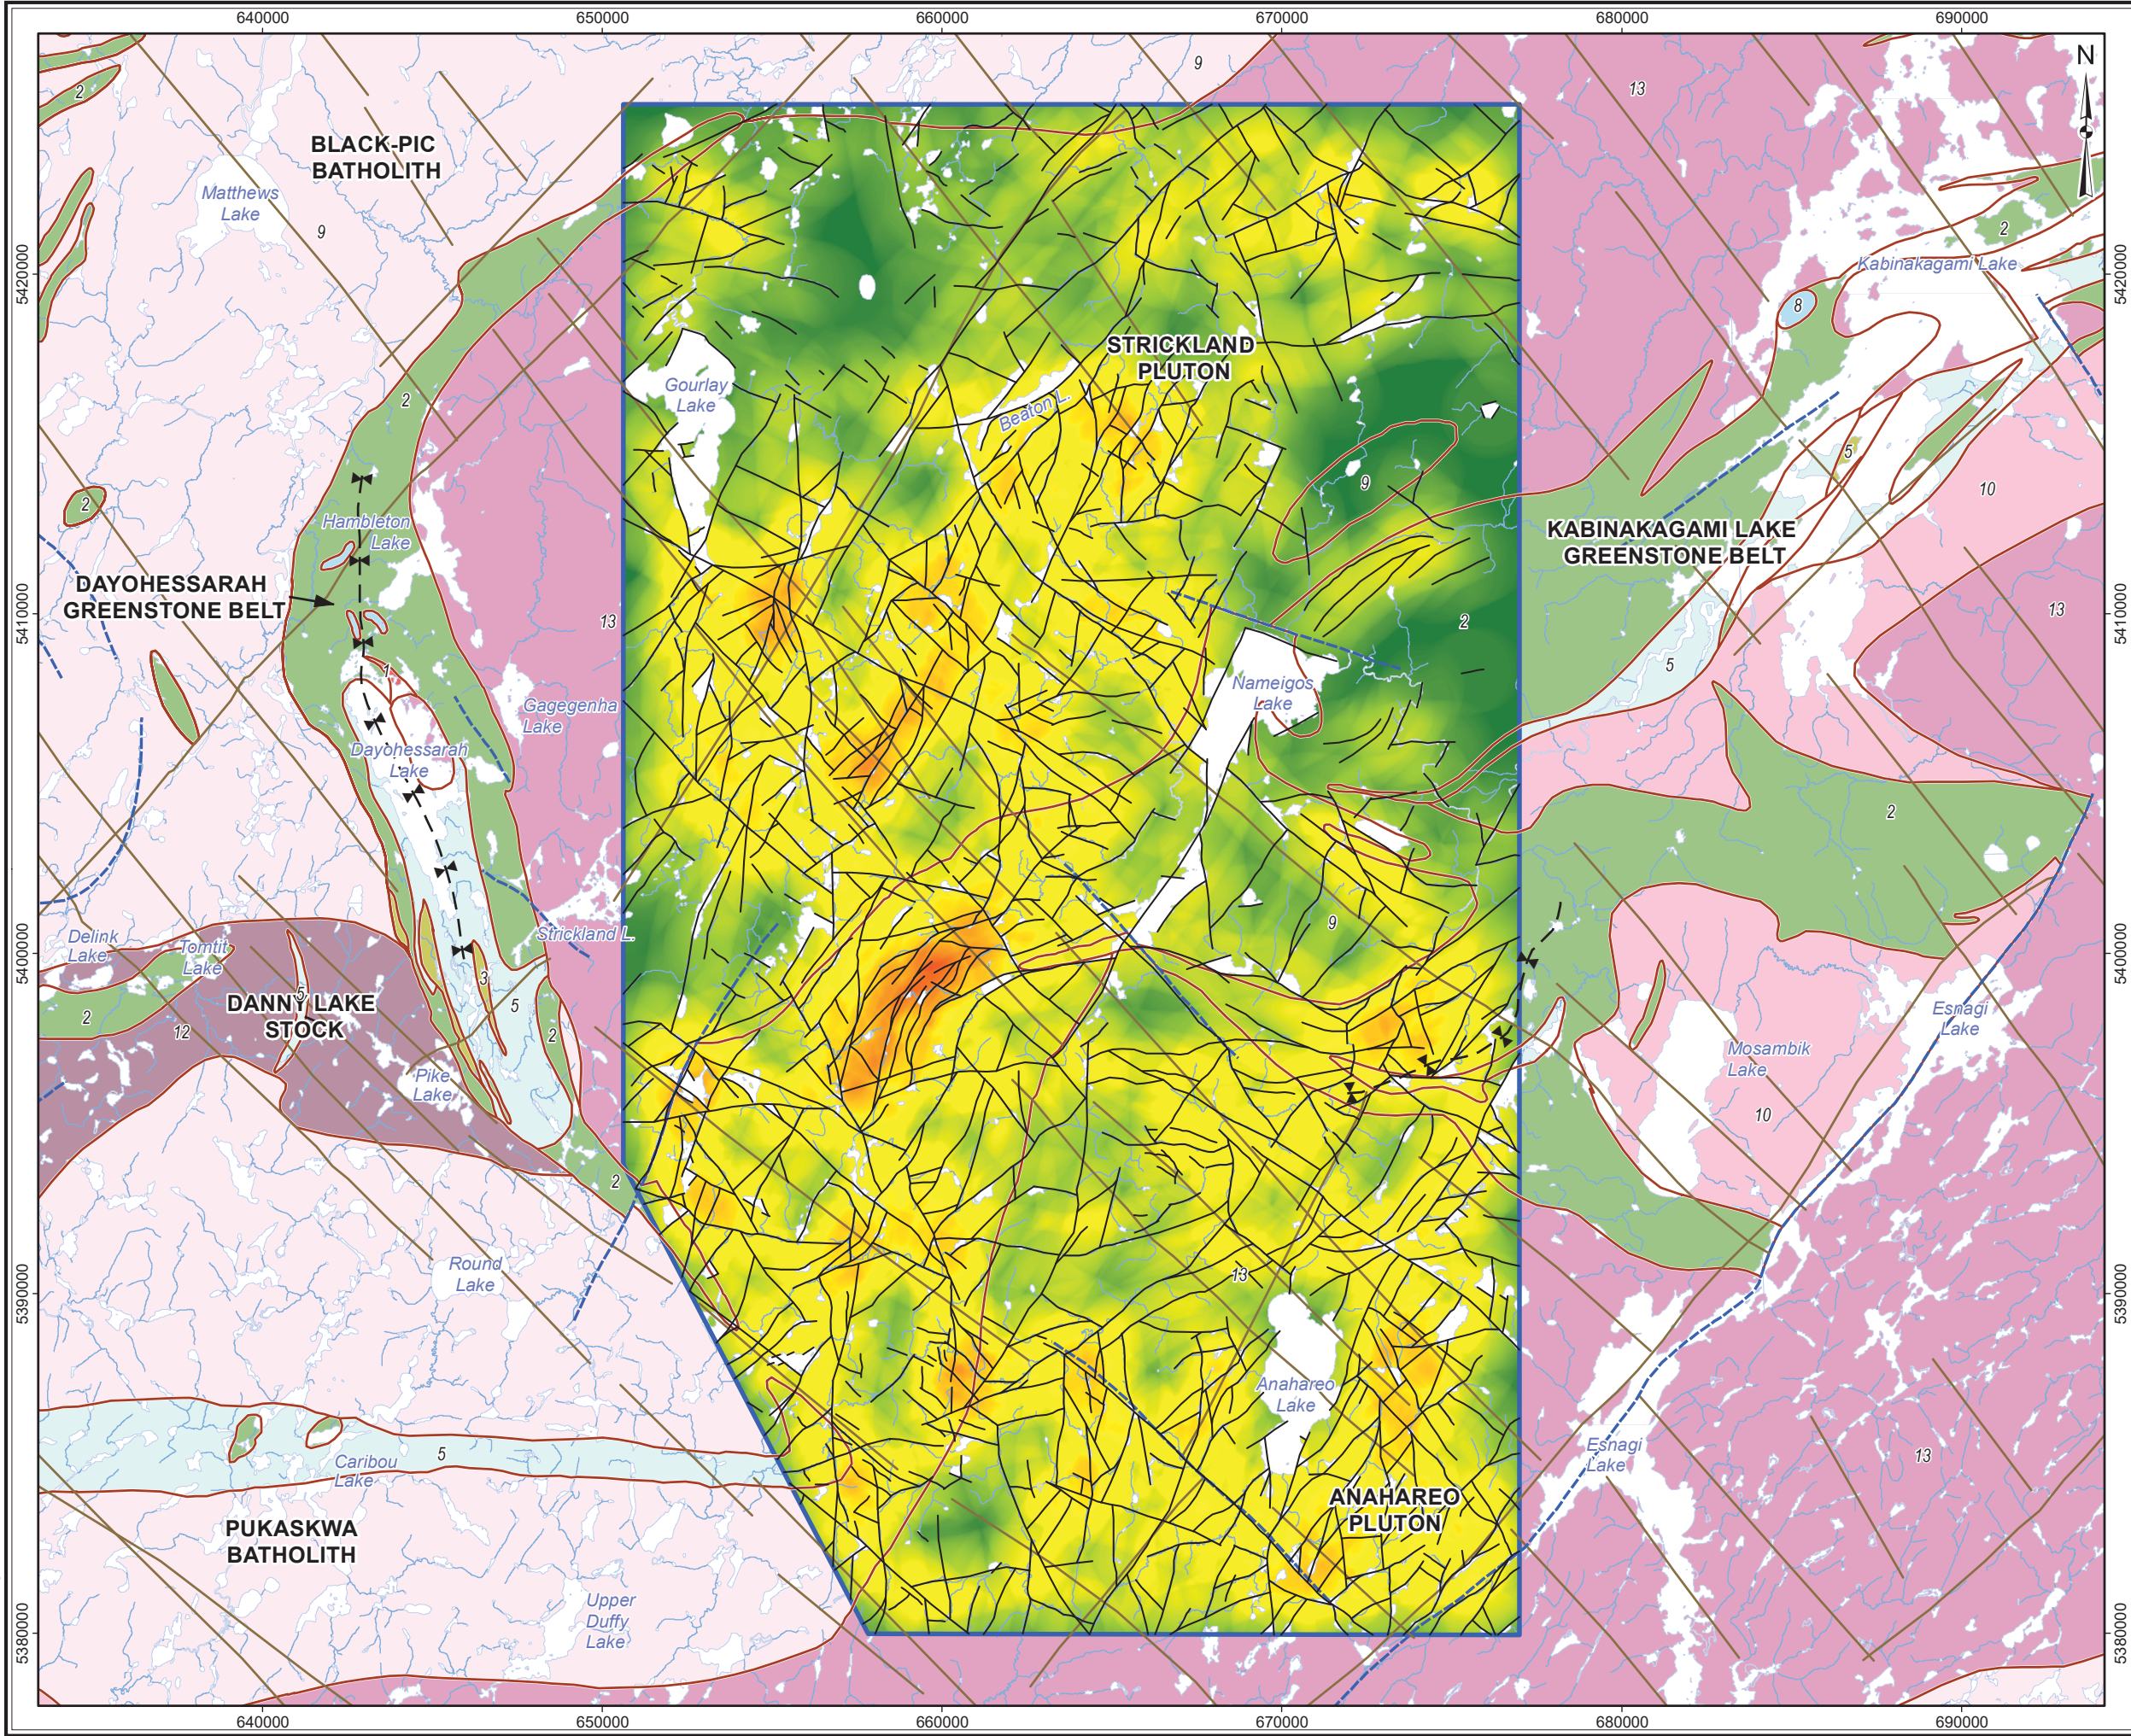 640000
650000
660000
670000
680000
690000
N
9
13
2
BLACK-PIC
BATHOLITH
Matthews
Lake
9
2
Kabinakagami Lake
5420000
5420000
8
STRICKLAND
PLUTON
Gourlay
Lake
Beaton L.
2
5
9
10
2
Hambleton
Lake
KABINAKAGAMI LAKE
GREENSTONE BELT
DAYOHESSARAH
GREENSTONE BELT
5410000
5410000
13
2
13
1
5
Nameigos
Lake
Gagegenha
Lake
Dayohessarah
Lake
2
9
Strickland L.
Delink
Lake
Tomtit
Lake
5400000
5400000
3
5
5
DANNY LAKE
STOCK
2
12
2
Esnagi
Lake
Mosambik
Lake
Pike
Lake
10
2
Round
Lake
13
5390000
5390000
Anahareo
Lake
5
Caribou
Lake
Esnagi
Lake
13
ANAHAREO
PLUTON
PUKASKWA
BATHOLITH
Upper
Duffy
Lake
5380000
5380000
640000
650000
660000
670000
680000
690000